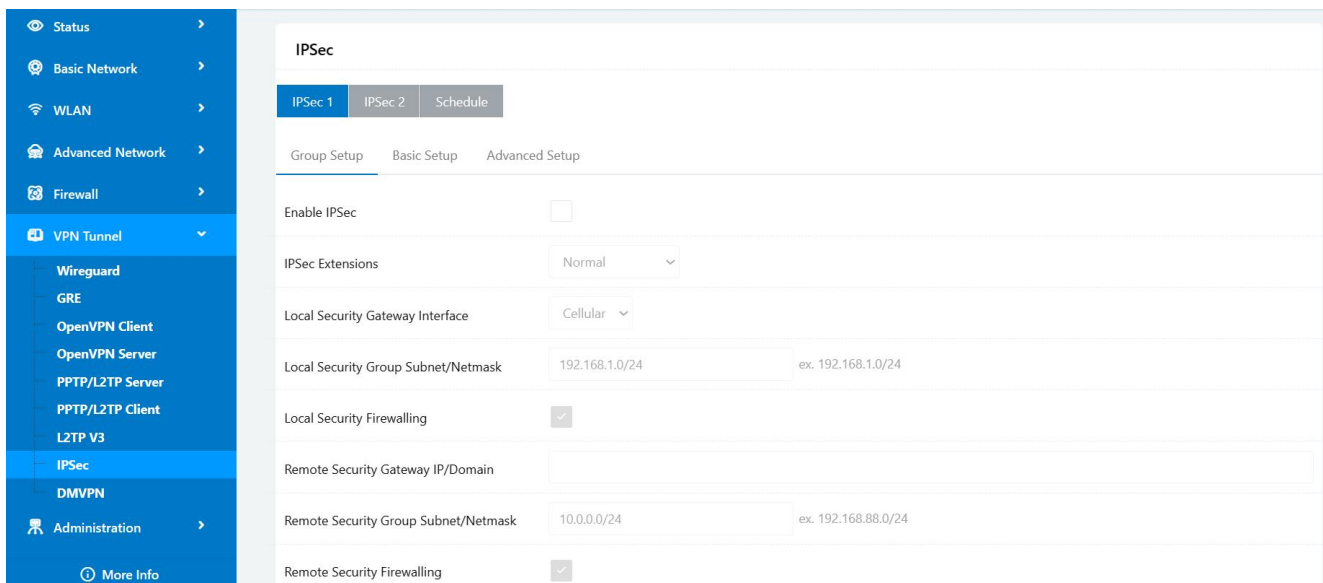 Status
Basic Network
WLAN
Advanced Network
Firewall
VPN Tunnel
Wireguard
GRE
OpenVPN Client
OpenVPN Server
PPTP/L2TP Server
PPTP/L2TP Client
L2TP V3
IPSec
DMVPN
Administration
More Info
IPSec
IPSec 1 IPSec 2 Schedule
Group Setup Basic Setup Advanced Setup
Enable IPSec
IPSec Extensions Normal
Local Security Gateway Interface Cellular
Local Security Group Subnet/Netmask 192.168.1.0/24 ex. 192.168.1.0/24
Local Security Firewalling
Remote Security Gateway IP/Domain
Remote Security Group Subnet/Netmask 10.0.0.0/24 ex. 192.168.88.0/24
Remote Security Firewalling